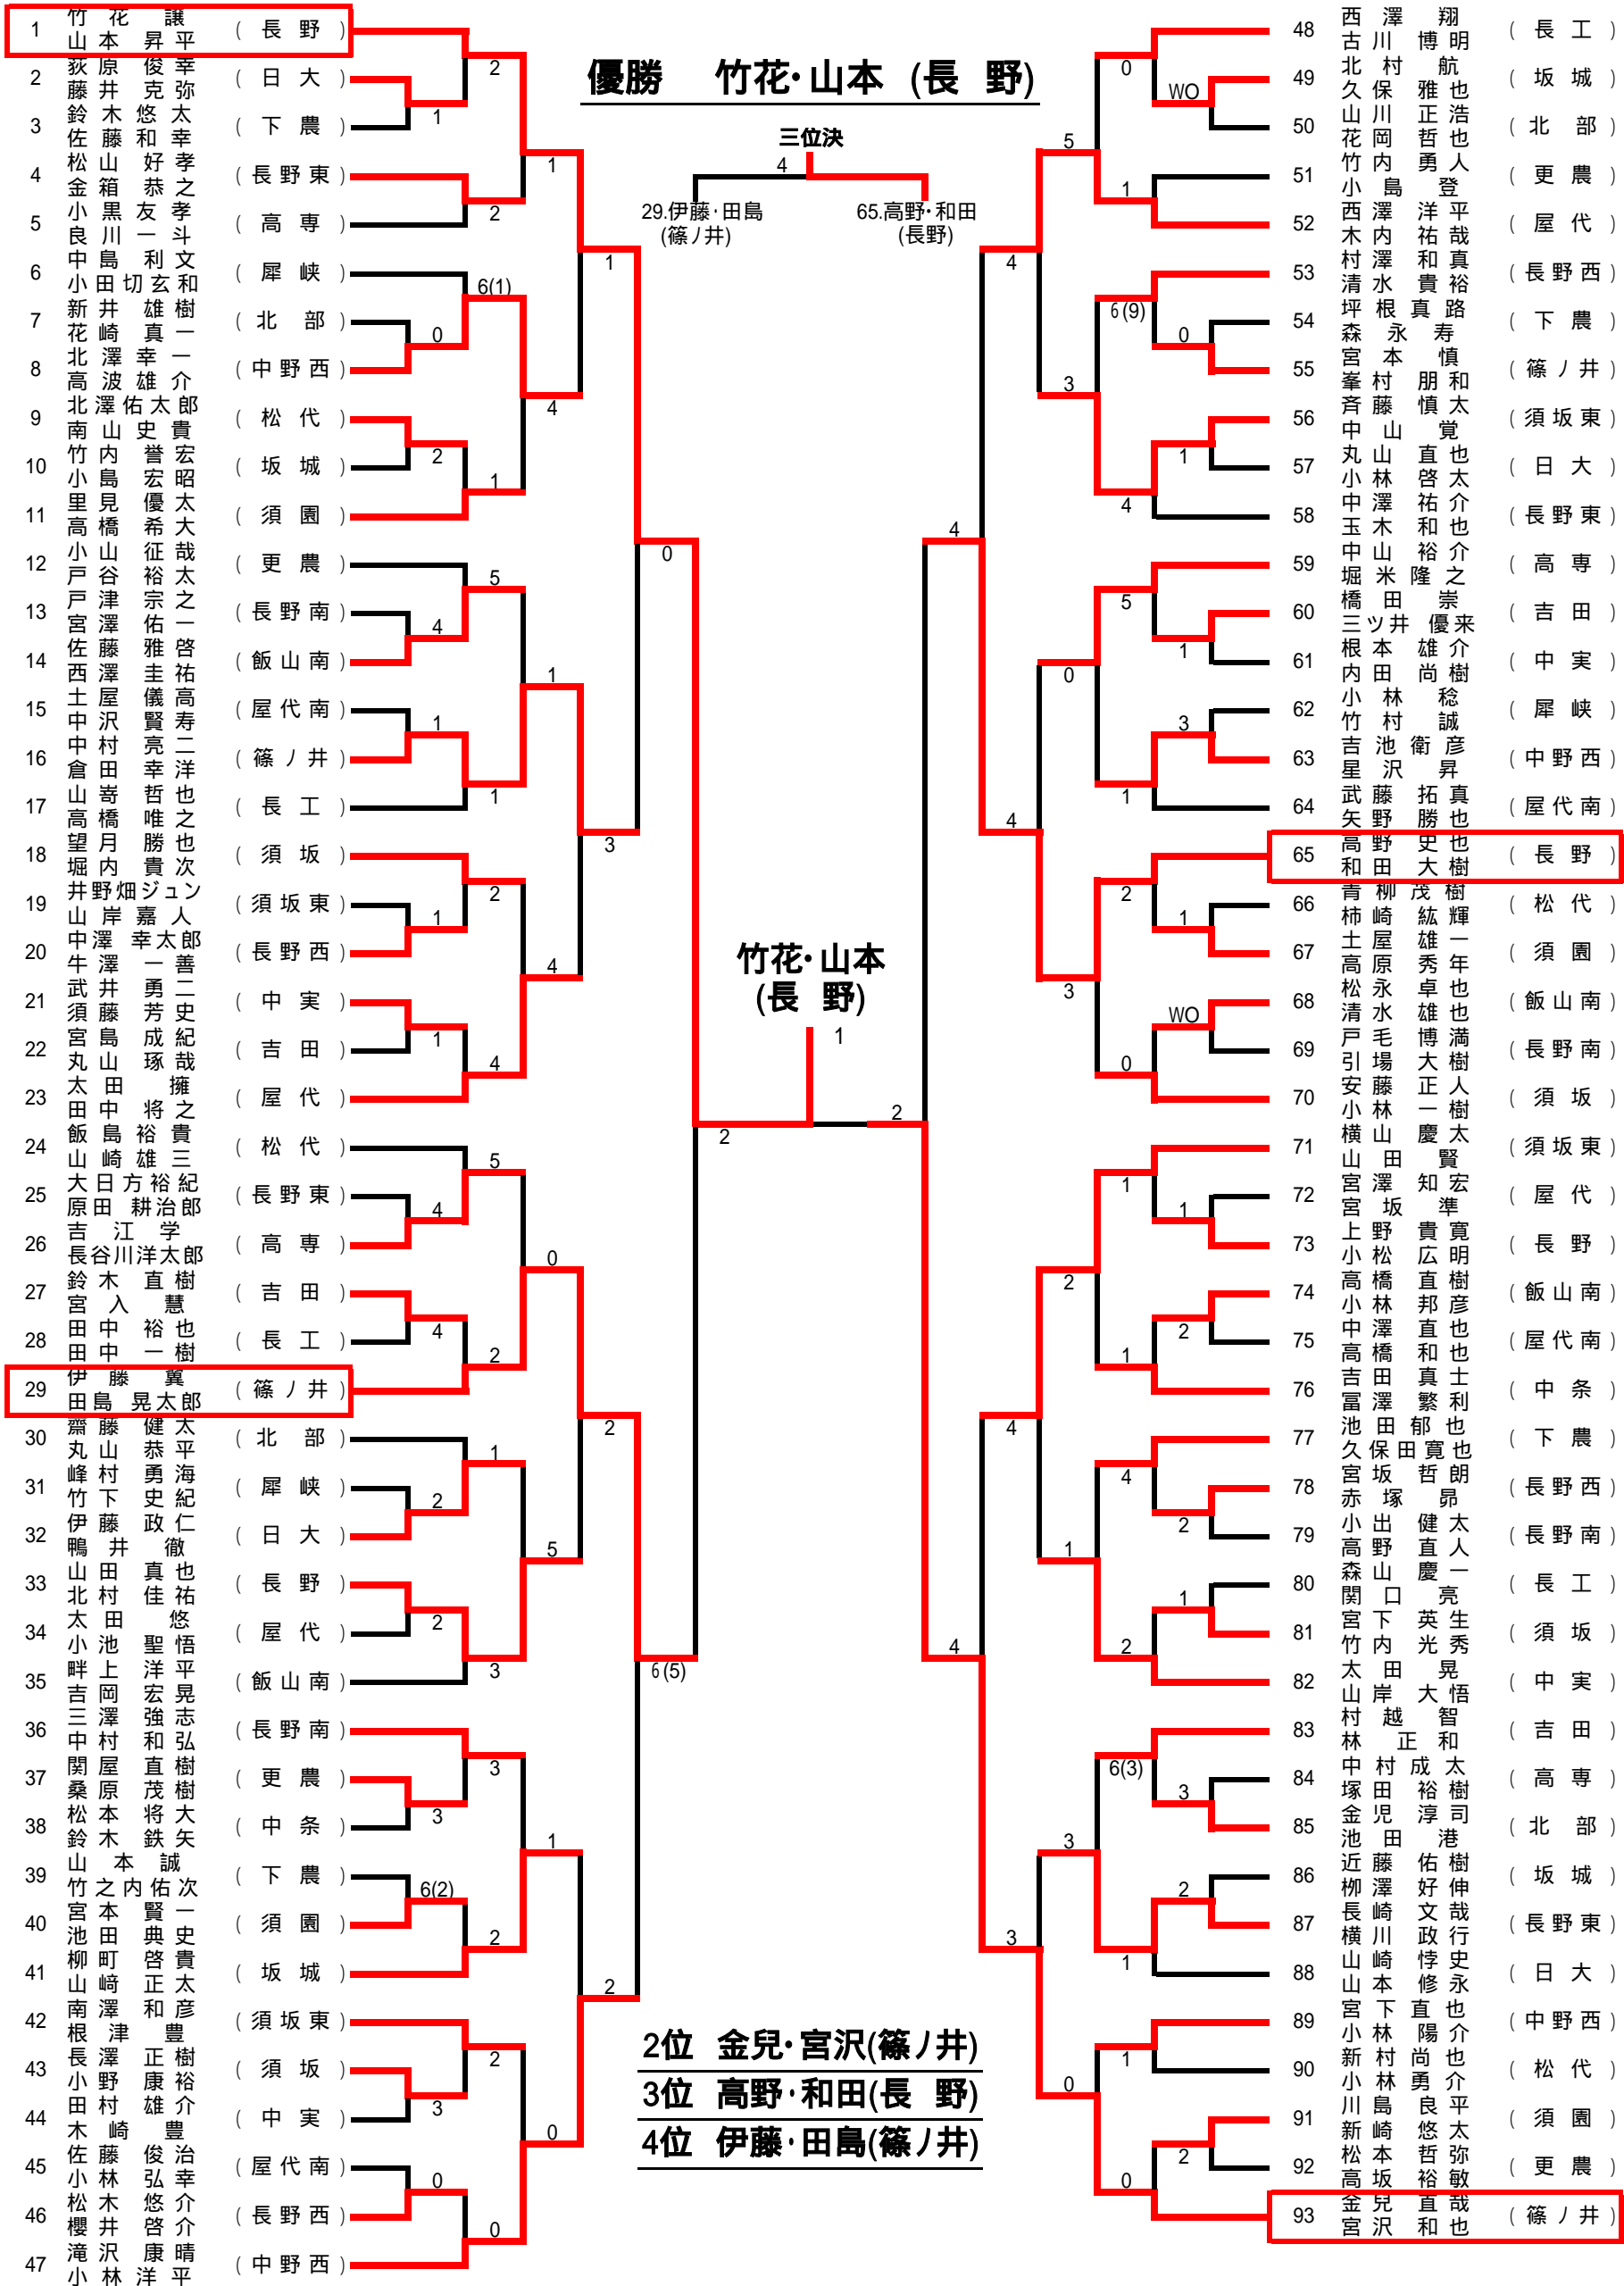 優勝 竹花・山本 (長 野)
三位決
4
29.伊藤・田島
(篠ノ井)
65.高野・和田
(長野)
1 竹花 譲 山本 昇平 (長野)
2 荻原 俊幸 藤井 克弥 (日大)
3 鈴木悠太 佐藤和幸 (下農)
4 松山 好孝 金箱 恭之 (長野東)
5 小黒友孝 良川一斗 (高専)
6 中島 利文 小田切玄和 (犀峡)
7 新井 雄樹 花崎 真一 (北部)
8 北澤幸一 高波雄介 (中野西)
9 北澤佑太郎 南山史貴 (松代)
10 竹内 誉宏 小島 宏昭 (坂城)
11 里見 優太 高橋 希大 (須園)
12 小山 征哉 戸谷 裕太 (更農)
13 戸津 宗之 宮澤 佑一 (長野南)
14 佐藤 雅啓 西澤 圭祐 (飯山南)
15 土屋 儀高 中沢 賢寿 (屋代南)
16 中村 亮二 倉田 幸洋 (篠ノ井)
17 山嵜 哲也 高橋 唯之 (長工)
18 望月 勝也 堀内 貴次 (須坂)
19 井野畑ジュン 山岸嘉人 (須坂東)
20 中澤 幸太郎 牛澤 一善 (長野西)
21 武井 勇二 須藤 芳史 (中実)
22 宮島 成紀 丸山 琢哉 (吉田)
23 太田 擁 田中 将之 (屋代)
24 飯島裕貴 山崎雄三 (松代)
25 大日方裕紀 原田 耕治郎 (長野東)
26 吉江 学 長谷川洋太郎 (高専)
27 鈴木 直樹 宮入 慧 (吉田)
28 田中 裕也 田中 一樹 (長工)
29 伊藤 翼 田島 晃太郎 (篠ノ井)
30 齋藤 健太 丸山 恭平 (北部)
31 峰村 勇海 竹下 史紀 (犀峡)
32 伊藤 政仁 鴨井 徹 (日大)
33 山田 真也 北村 佳祐 (長野)
34 太田 悠 小池 聖悟 (屋代)
35 畔上 洋平 吉岡 宏晃 (飯山南)
36 三澤 強志 中村 和弘 (長野南)
37 関屋 直樹 桑原 茂樹 (更農)
38 松本 将大 鈴木 鉄矢 (中条)
39 山本 誠 竹之内佑次 (下農)
40 宮本 賢一 池田 典史 (須園)
41 柳町 啓貴 山﨑 正太 (坂城)
42 南澤 和彦 根津 豊 (須坂東)
43 長澤 正樹 小野 康裕 (須坂)
44 田村 雄介 木崎 豊 (中実)
45 佐藤 俊治 小林 弘幸 (屋代南)
46 松木 悠介 櫻井 啓介 (長野西)
47 滝沢 康晴 小林洋平 (中野西)
竹花・山本
(長 野)
1
2位 金兒・宮沢(篠ノ井)
3位 高野・和田(長 野)
4位 伊藤・田島(篠ノ井)
48 西澤 翔 古川 博明 (長工)
49 北村 航 久保 雅也 (坂城)
50 山川 正浩 花岡 哲也 (北部)
51 竹内 勇人 小島 登 (更農)
52 西澤 洋平 木内 祐哉 (屋代)
53 村澤 和真 清水 貴裕 (長野西)
54 坪根真路 森永寿 (下農)
55 宮本 慎 峯村 朋和 (篠ノ井)
56 斉藤 慎太 中山 覚 (須坂東)
57 丸山 直也 小林 啓太 (日大)
58 中澤 祐介 玉木 和也 (長野東)
59 中山 裕介 堀米隆之 (高専)
60 橋田 崇 三ツ井 優来 (吉田)
61 根本 雄介 内田 尚樹 (中実)
62 小林 稔 竹村 誠 (犀峡)
63 吉池衛彦 星沢 昇 (中野西)
64 武藤 拓真 矢野 勝也 (屋代南)
65 高野 史也 和田 大樹 (長野)
66 青柳茂樹 柿崎 紘輝 (松代)
67 土屋 雄一 高原 秀年 (須園)
68 松永 卓也 清水 雄也 (飯山南)
69 戸毛 博満 引場 大樹 (長野南)
70 安藤 正人 小林 一樹 (須坂)
71 横山 慶太 山田 賢 (須坂東)
72 宮澤 知宏 宮坂 準 (屋代)
73 上野 貴寛 小松 広明 (長野)
74 高橋 直樹 小林 邦彦 (飯山南)
75 中澤 直也 高橋 和也 (屋代南)
76 吉田 真士 冨澤 繁利 (中条)
77 池田郁也 久保田寛也 (下農)
78 宮坂 哲朗 赤塚 昴 (長野西)
79 小出 健太 高野 直人 (長野南)
80 森山 慶一 関口 亮 (長工)
81 宮下 英生 竹内 光秀 (須坂)
82 太田 晃 山岸 大悟 (中実)
83 村越 智 林 正和 (吉田)
84 中村成太 塚田 裕樹 (高専)
85 金児 淳司 池田 港 (北部)
86 近藤 佑樹 栁澤 好伸 (坂城)
87 長崎 文哉 横川 政行 (長野東)
88 山崎 悖史 山本 修永 (日大)
89 宮下直也 小林 陽介 (中野西)
90 新村尚也 小林勇介 (松代)
91 川島 良平 新崎 悠太 (須園)
92 松本 哲弥 高坂 裕敏 (更農)
93 金兒 直哉 宮沢 和也 (篠ノ井)